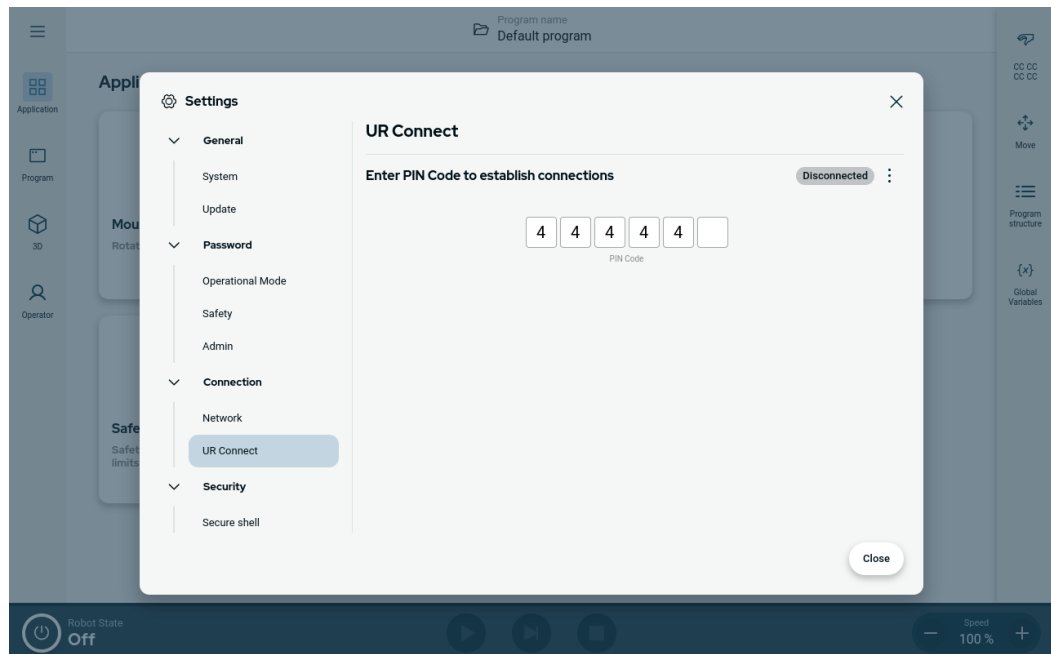 Program name
Default program
Application
Program
3D
Operator
Appli
Mou
Rotat
Safe
Safet
limits
Settings
General
System
Update
Password
Operational Mode
Safety
Admin
Connection
Network
UR Connect
Security
Secure shell
UR Connect
Enter PIN Code to establish connections
Disconnected
4 4 4 4 4
PIN Code
Close
CC CC
CC CC
Move
Program
structure
{x}
Global
Variables
Robot State
Off
Speed
100 %